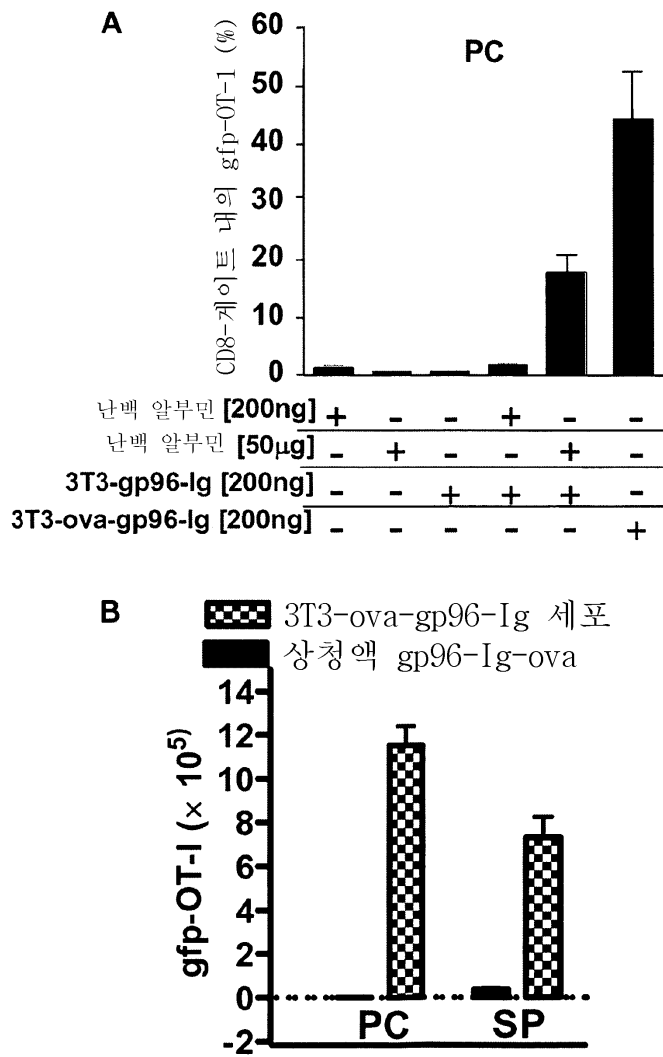 A
PC
CD8-게이트 내의 gfp-OT-1 (%)
60
50
40
30
20
10
0
난백 알부민 [200ng] + - - + - -
난백 알부민 [50µg] - + - - + -
3T3-gp96-Ig [200ng] - - + + + -
3T3-ova-gp96-Ig [200ng] - - - - - +
B
3T3-ova-gp96-Ig 세포
상청액 gp96-Ig-ova
gfp-OT-I (× 10⁵)
14
12
10
8
6
4
2
0
-2
PC SP